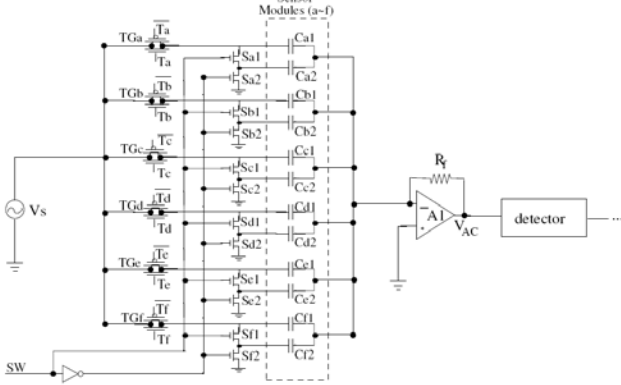 Modules (a~f)
TGa Ta Ta Sa1 Sa2 Ca1 Ca2
TGb Tb Tb Sb1 Sb2 Cb1 Cb2
TGc Tc Tc Sc1 Sc2 Cc1 Cc2
TGd Td Td Sd1 Sd2 Cd1 Cd2
TGe Te Te Se1 Se2 Ce1 Ce2
TGf Tf Tf Sf1 Sf2 Cf1 Cf2
Vs
SW
Rf
A1
VAC
detector
...